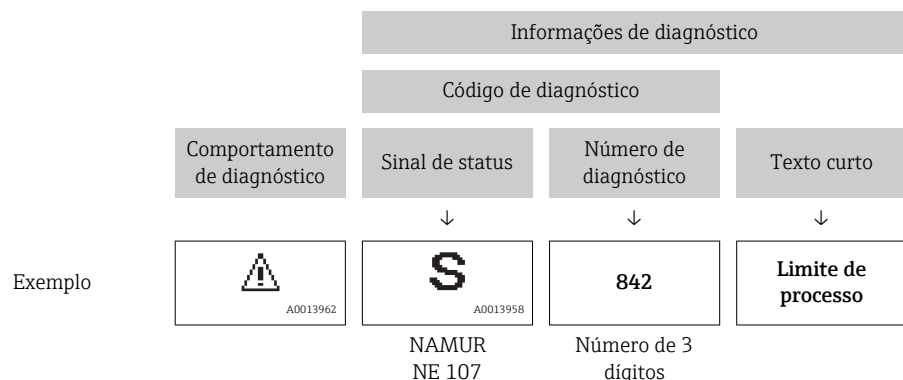 Informações de diagnóstico
Código de diagnóstico
Comportamento
de diagnóstico
Sinal de status
Número de
diagnóstico
Texto curto
↓ ↓ ↓
Exemplo
A0013962
S
A0013958
842
Limite de
processo
NAMUR
NE 107
Número de 3
dígitos